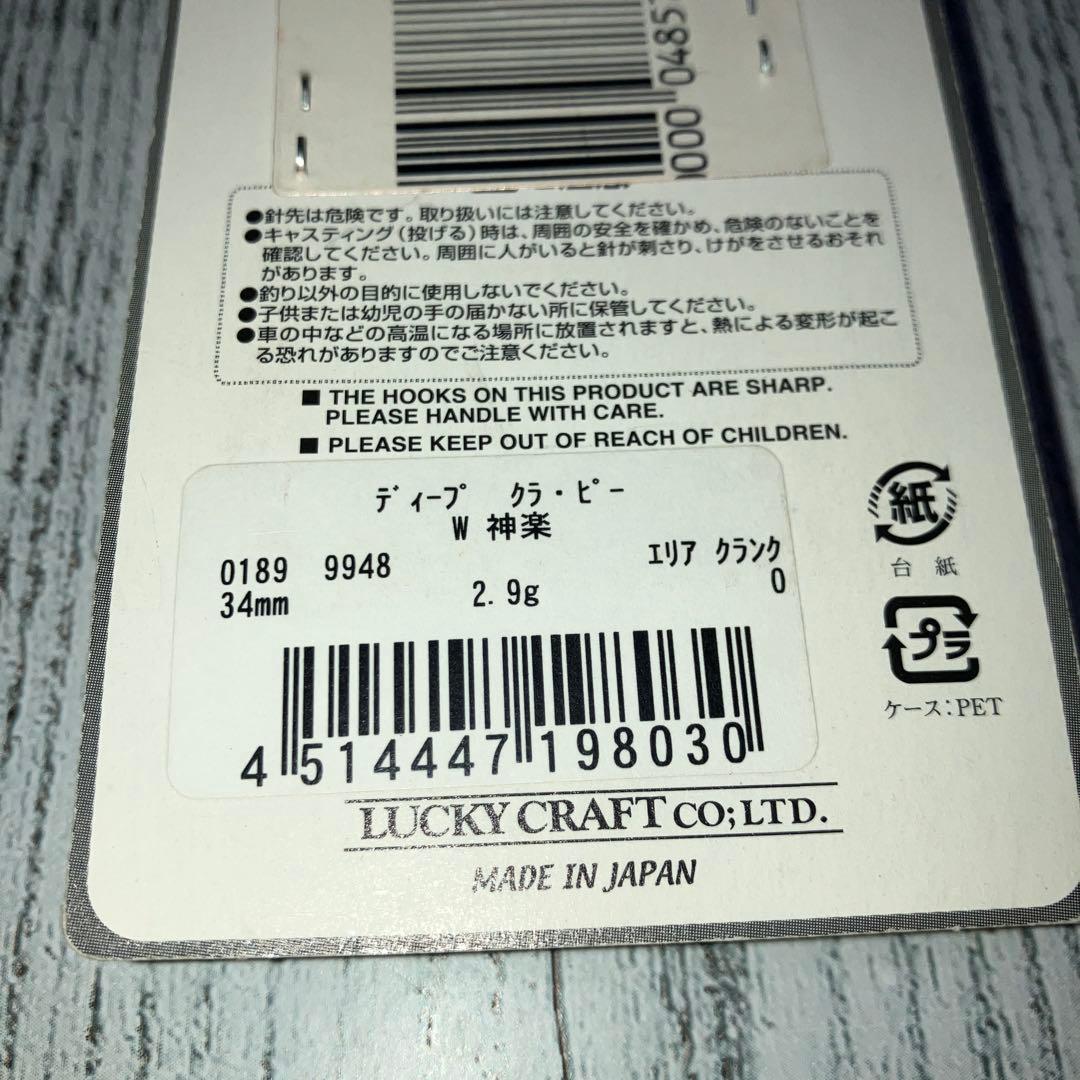 000 0485
●針先は危険です。取り扱いには注意してください。
●キャスティング(投げる)時は、周囲の安全を確かめ、危険のないことを
確認してください。周囲に人がいると針が刺さり、けがをさせるおそれ
があります。
●釣り以外の目的に使用しないでください。
●子供または幼児の手の届かない所に保管してください。
●車の中などの高温になる場所に放置されますと、熱による変形が起こ
る恐れがありますのでご注意ください。
■ THE HOOKS ON THIS PRODUCT ARE SHARP.
PLEASE HANDLE WITH CARE.
■ PLEASE KEEP OUT OF REACH OF CHILDREN.
ディープ クラ・ピー
W 神楽
0189 9948 エリア クランク
34mm 2.9g 0
4 514447 198030
紙
台 紙
プラ
ケース:PET
LUCKY CRAFT CO;LTD.
MADE IN JAPAN